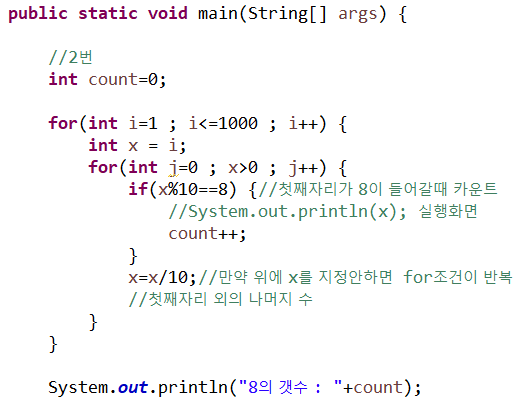 public static void main(String[] args) {
//2번
int count=0;
for(int i=1 ; i<=1000 ; i++) {
int x = i;
for(int j=0 ; x>0 ; j++) {
if(x%10==8) {//첫째자리가 8이 들어갈때 카운트
//System.out.println(x); 실행화면
count++;
}
x=x/10;//만약 위에 x를 지정안하면 for조건이 반복
//첫째자리 외의 나머지 수
}
}
System.out.println("8의 갯수 : "+count);